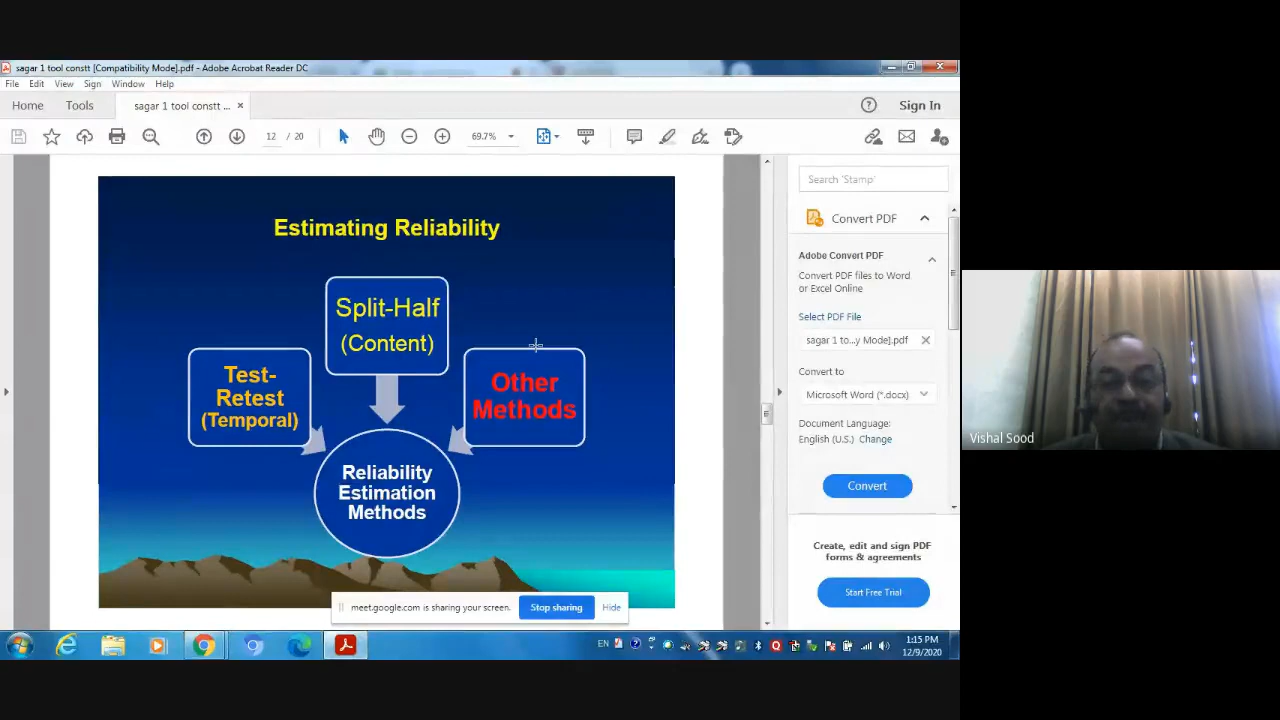 sagar 1 tool constt [Compatibility Mode].pdf - Adobe Acrobat Reader DC
File Edit View Sign Window Help
Home Tools sagar 1 tool constt ... × Sign In
12 / 20 69.7%
Estimating Reliability
Split-Half
(Content)
Test-
Retest
(Temporal)
Other
Methods
Reliability
Estimation
Methods
Search 'Stamp'
Convert PDF
Adobe Convert PDF
Convert PDF files to Word
or Excel Online
Select PDF File
sagar 1 to...y Mode].pdf
Convert to
Microsoft Word (*.docx)
Document Language:
English (U.S.) Change
Convert
Create, edit and sign PDF
forms & agreements
Start Free Trial
meet.google.com is sharing your screen. Stop sharing Hide
EN
1:15 PM
12/9/2020
Vishal Sood